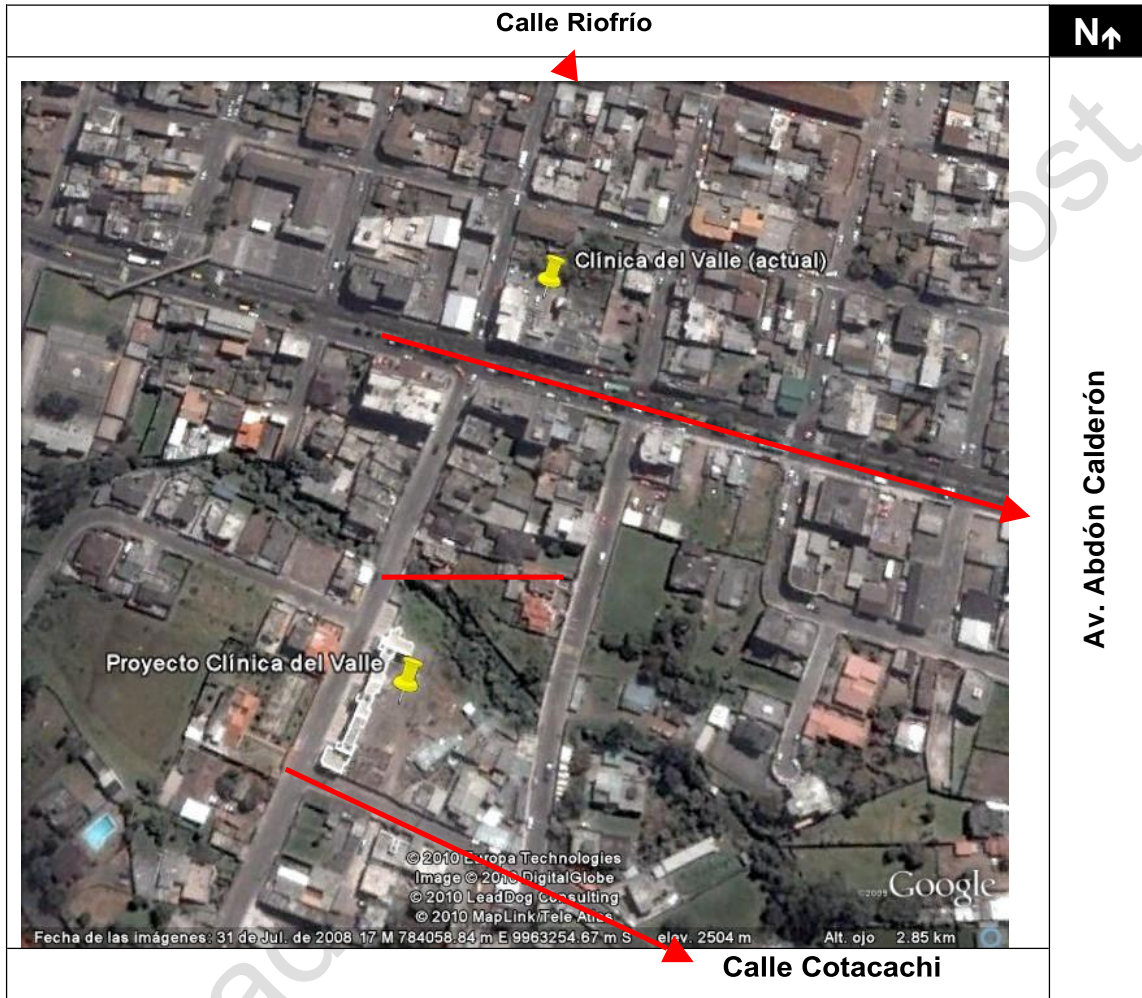 Calle Riofrío
N↑
Clínica del Valle (actual)
Av. Abdón Calderón
Proyecto Clínica del Valle
© 2010 Europa Technologies
Image © 2010 DigitalGlobe
© 2010 LeadDog Consulting
© 2010 MapLink/Tele Atlas
©2009 Google
Fecha de las imágenes: 31 de Jul. de 2008 17 M 784058.84 m E 9963254.67 m S elev. 2504 m Alt. ojo 2.85 km
Calle Cotacachi